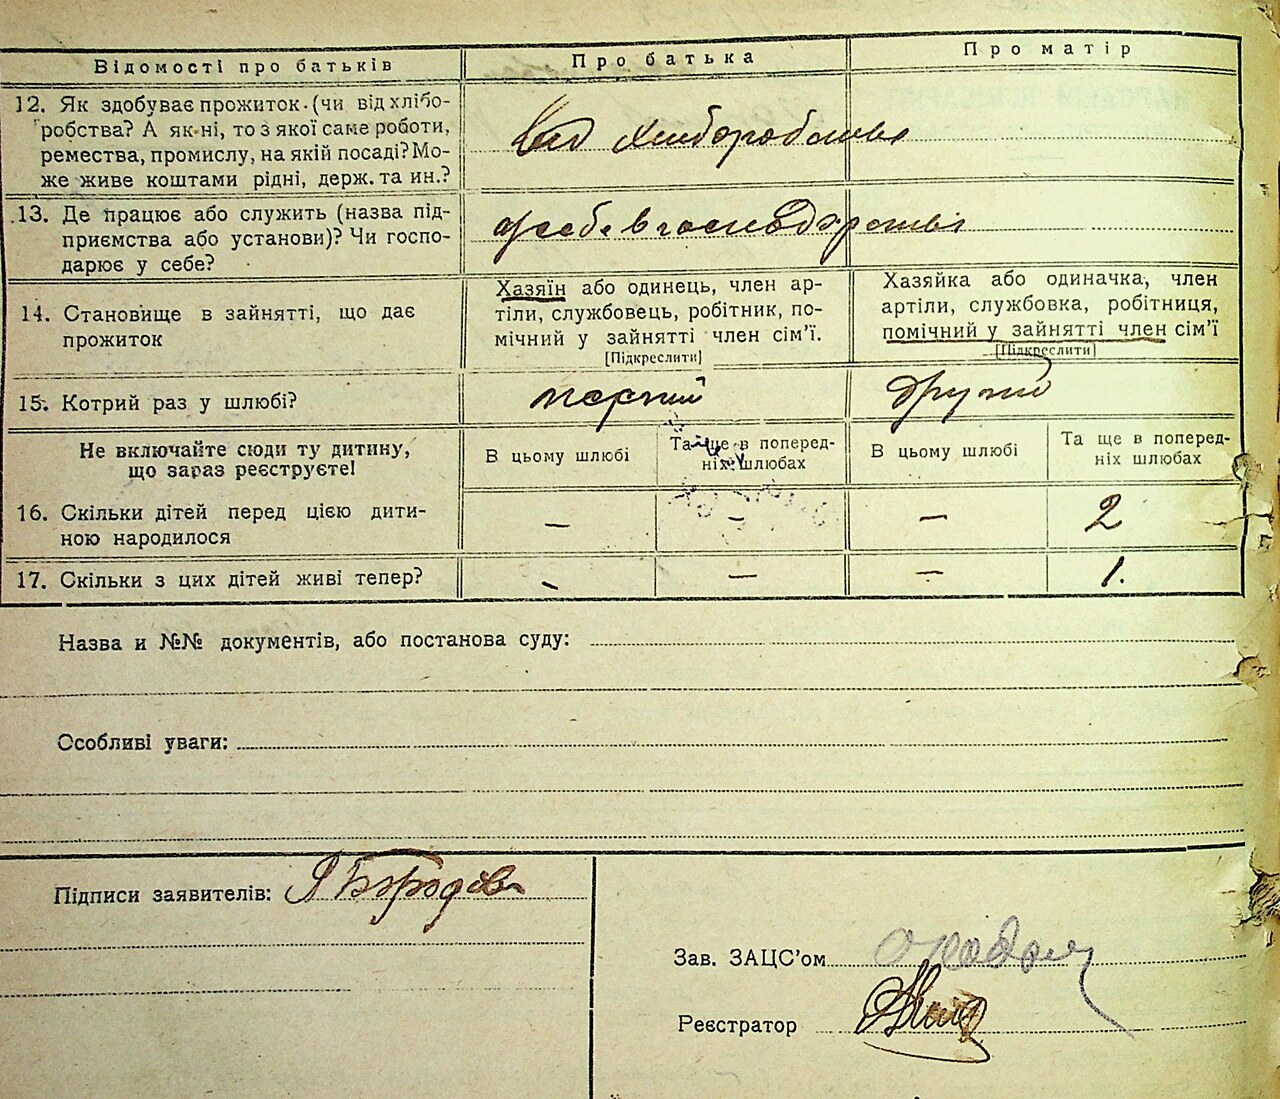 Відомості про батьків
Про батька
Про матір
12. Як здобуває прожиток (чи від хлібо-
робства? А як ні, то з якої саме роботи,
ремества, промислу, на якій посаді? Мо-
же живе коштами рідні, держ. та ин.?
від хліборобства
13. Де працює або служить (назва під-
приємства або установи)? Чи госпо-
дарює у себе?
14. Становище в зайнятті, що дає
прожиток
Хазяїн або одинець, член ар-
тіли, службовець, робітник, по-
мічний у зайнятті член сім'ї.
[Підкреслити]
Хазяйка або одиначка, член
артіли, службовка, робітниця,
помічний у зайнятті член сім'ї
[Підкреслити]
15. Котрий раз у шлюбі?
перший
другий
Не включайте сюди ту дитину,
що зараз реєструєте!
В цьому шлюбі
Та ще в поперед-
ніх шлюбах
В цьому шлюбі
Та ще в поперед-
ніх шлюбах
16. Скільки дітей перед цією дити-
ною народилося
— — — 2
17. Скільки з цих дітей живі тепер?
- — — 1.
Назва и №№ документів, або постанова суду:
Особливі уваги:
Підписи заявителів:
Зав. ЗАЦС'ом
Реєстратор